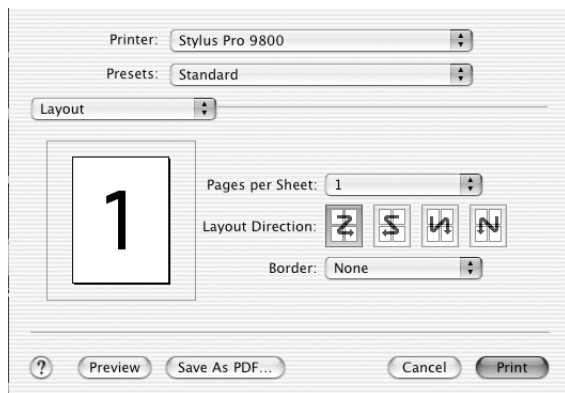 Printer: Stylus Pro 9800
Presets: Standard
Layout
1
Pages per Sheet: 1
Layout Direction:
Border: None
? Preview Save As PDF... Cancel Print